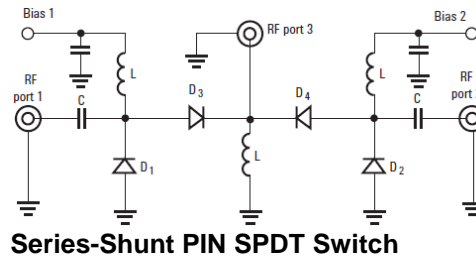 Bias 1
Bias 2
RF port 3
RF
port 1
C
L
D3
D4
L
C
RF
port
L
D1
D2
Series-Shunt PIN SPDT Switch